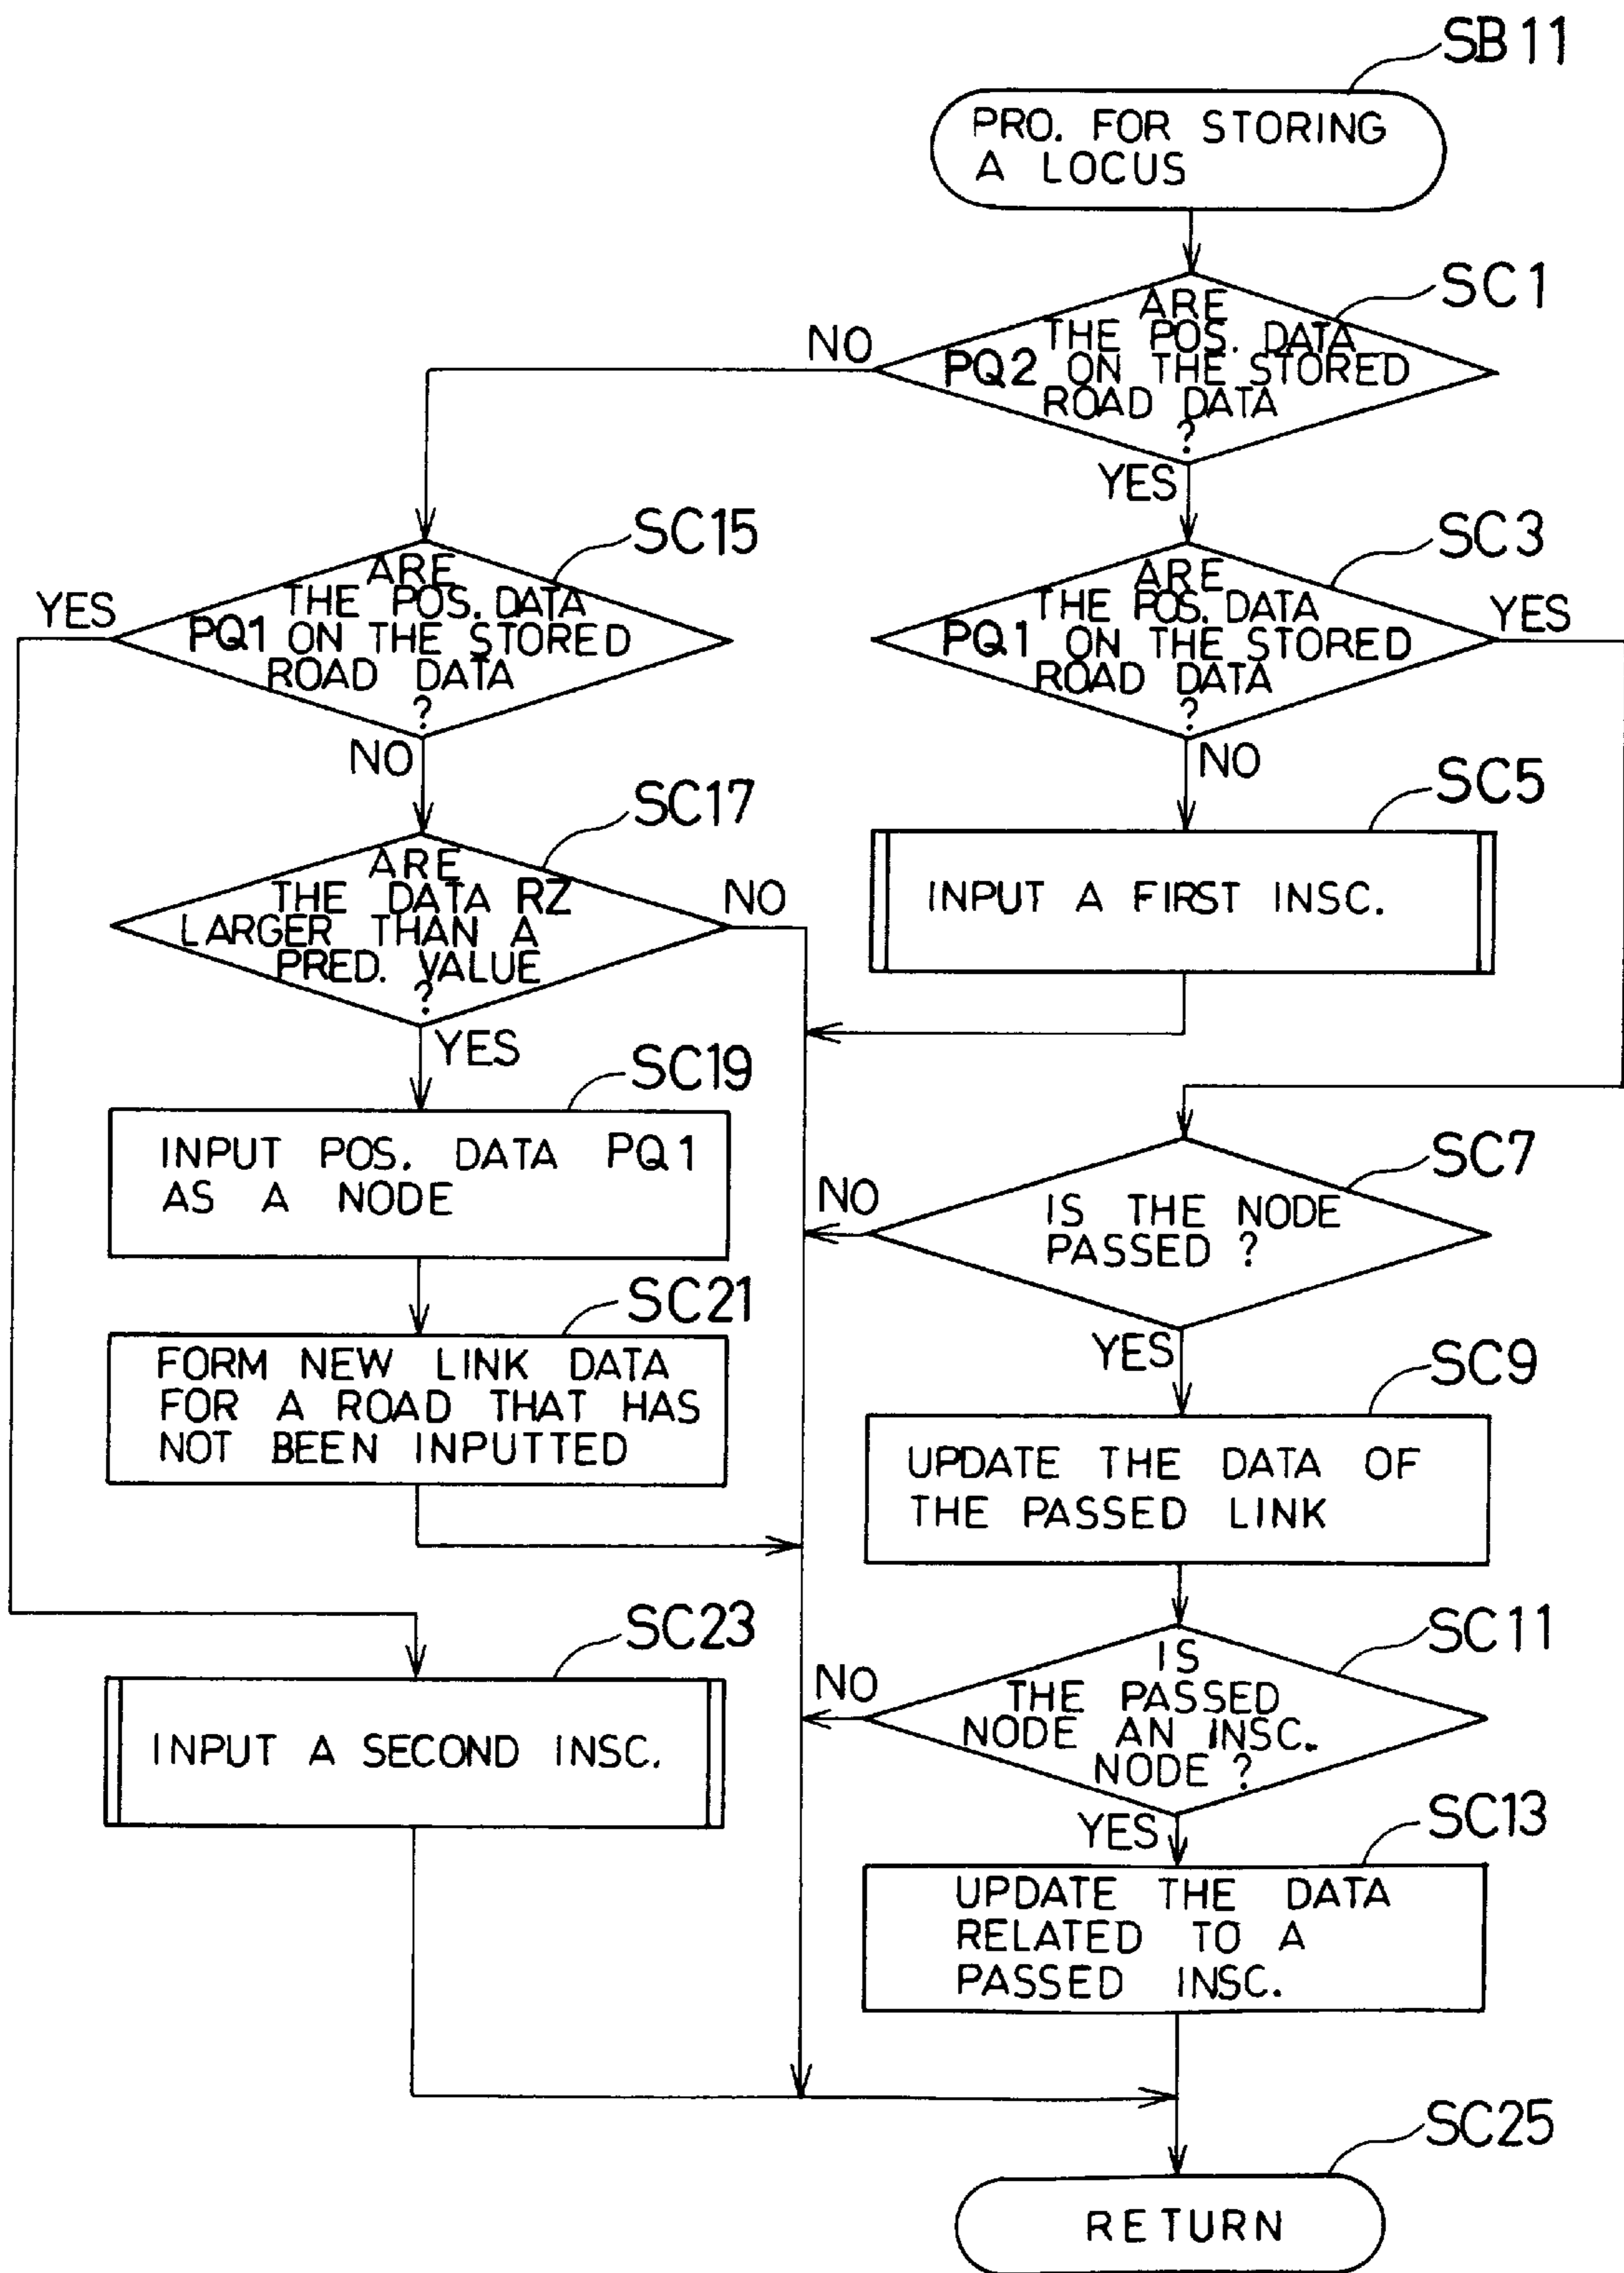 SB11
PRO. FOR STORING
A LOCUS
SC1
ARE
THE POS. DATA
PQ2 ON THE STORED
ROAD DATA
?
NO
YES
SC15
ARE
THE POS. DATA
PQ1 ON THE STORED
ROAD DATA
?
YES
NO
SC3
ARE
THE POS. DATA
PQ1 ON THE STORED
ROAD DATA
?
YES
NO
SC17
ARE
THE DATA RZ
LARGER THAN A
PRED. VALUE
?
NO
YES
SC5
INPUT A FIRST INSC.
SC19
INPUT POS. DATA PQ1
AS A NODE
SC7
IS THE NODE
PASSED ?
NO
YES
SC21
FORM NEW LINK DATA
FOR A ROAD THAT HAS
NOT BEEN INPUTTED
SC9
UPDATE THE DATA OF
THE PASSED LINK
SC23
INPUT A SECOND INSC.
SC11
IS
THE PASSED
NODE AN INSC.
NODE ?
NO
YES
SC13
UPDATE THE DATA
RELATED TO A
PASSED INSC.
SC25
RETURN